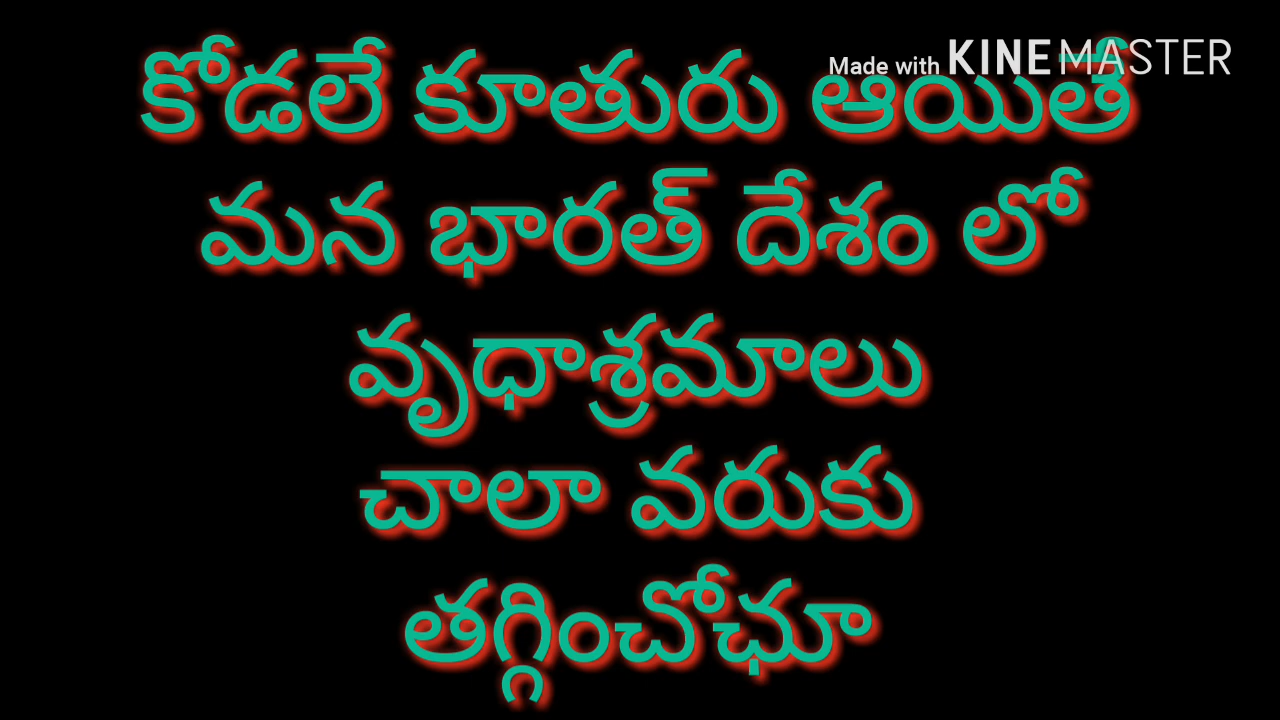 Made with KINEMASTER
కోడలే కూతురు ఆయితే
మన భారత్ దేశం లో
వృధాశ్రమాలు
చాలా వరుకు
తగ్గించోఛూ